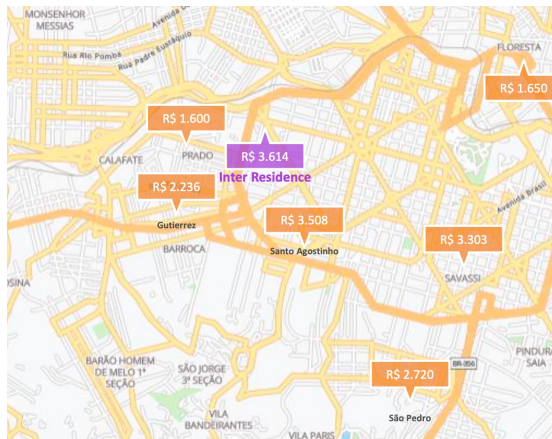 MONSENHOR
MESSIAS
Avenida D
Rua Rio Pomba
Rua Padre Eustáquio
FLORESTA
R$ 1.650
R$ 1.600
CALAFATE
PRADO
R$ 3.614
Inter Residence
R$ 2.236
Gutierrez
Avenida Brasil
R$ 3.508
BARROCA
Santo Agostinho
R$ 3.303
SAVASSI
OSINA
BARÃO HOMEM
DE MELO 1ª
SEÇÃO
SÃO JORGE
3ª SEÇÃO
BR-356
PINDURA
SAIA
R$ 2.720
São Pedro
VILA
BANDEIRANTES
VILA PARIS